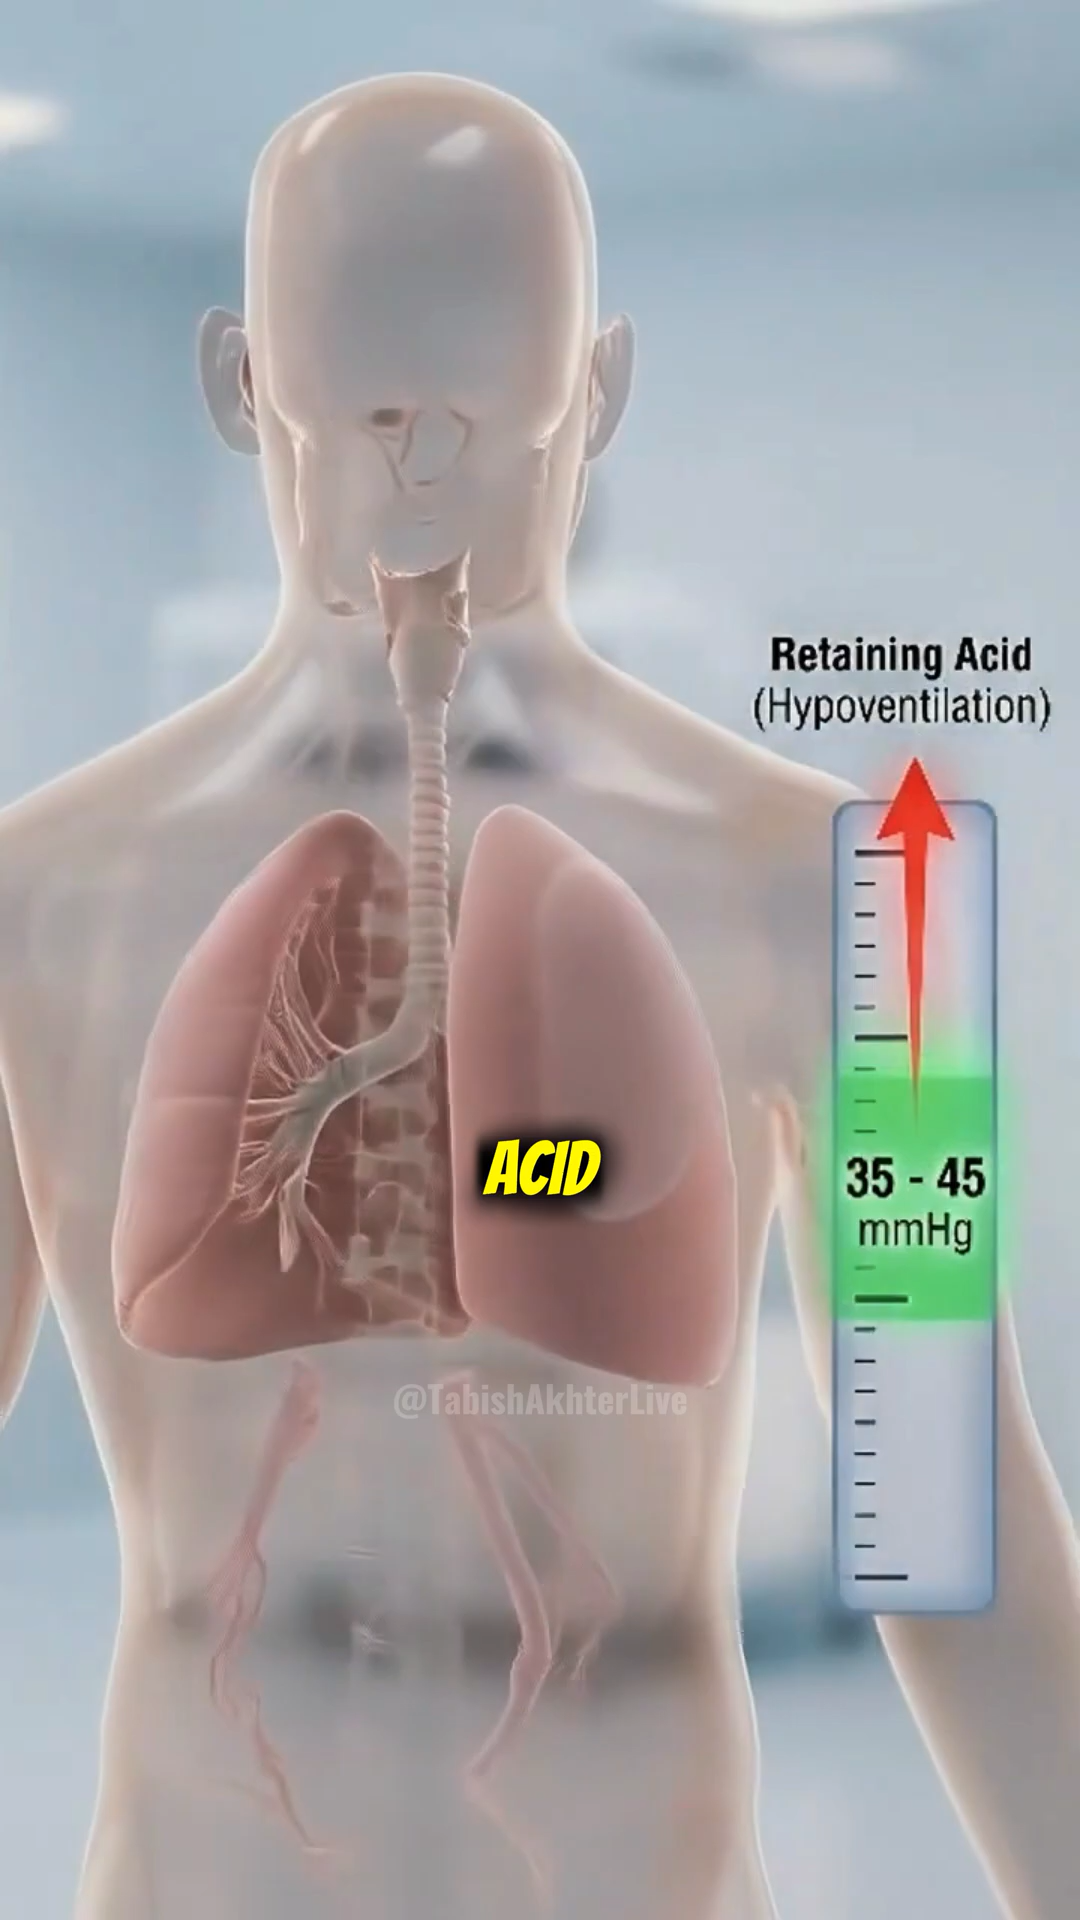 Retaining Acid
(Hypoventilation)
ACID
35 - 45
mmHg
@TabishAkhterLive